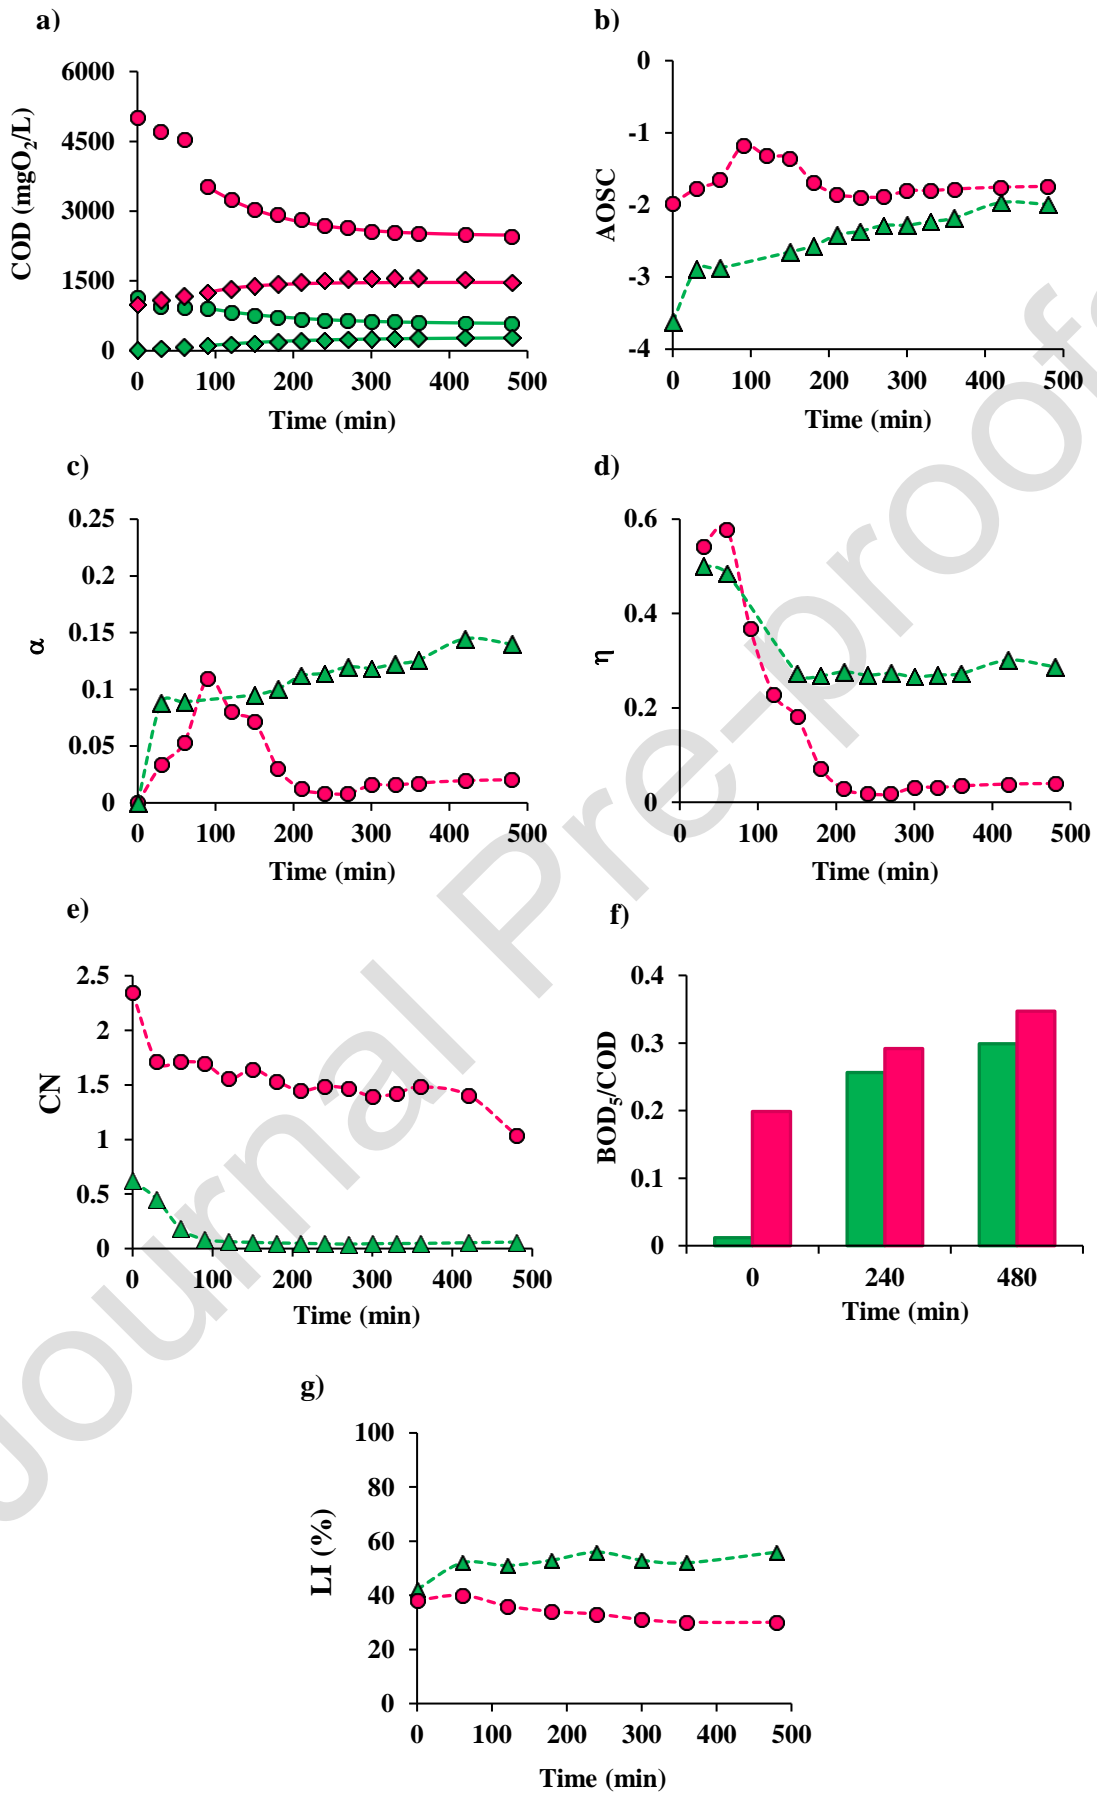 a)
b)
COD (mgO₂/L)
6000
4500
3000
1500
0
0 100 200 300 400 500
Time (min)
AOSC
0
-1
-2
-3
-4
0 100 200 300 400 500
Time (min)
c)
d)
α
0.25
0.2
0.15
0.1
0.05
0
0 100 200 300 400 500
Time (min)
η
0.6
0.4
0.2
0
0 100 200 300 400 500
Time (min)
e)
f)
CN
2.5
2
1.5
1
0.5
0
0 100 200 300 400 500
Time (min)
BOD₅/COD
0.4
0.3
0.2
0.1
0
0 240 480
Time (min)
g)
LI (%)
100
80
60
40
20
0
0 100 200 300 400 500
Time (min)
Journal Pre-proofs